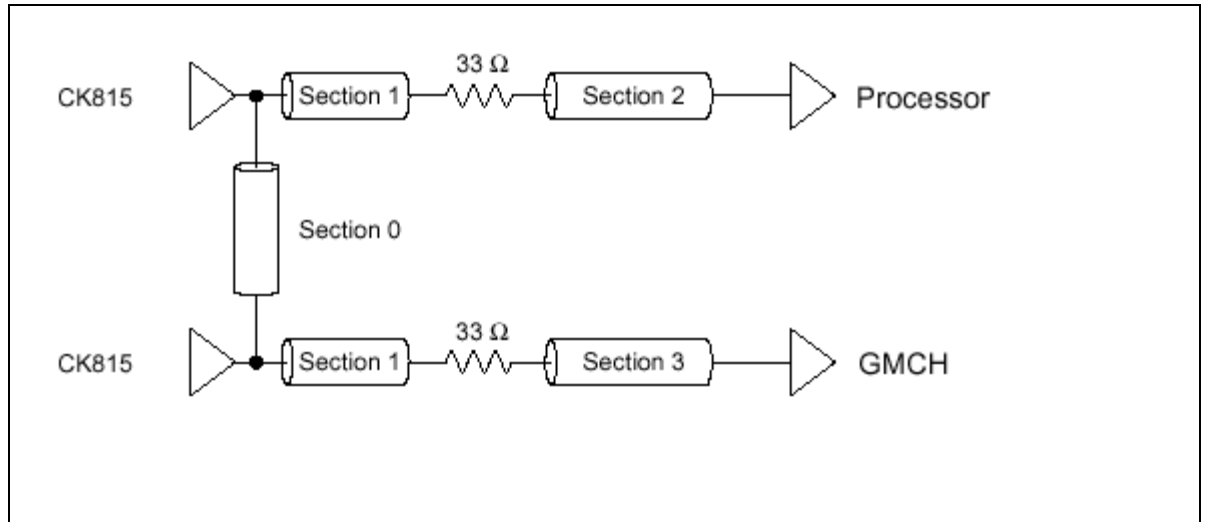 33 Ω
CK815
Section 1
Section 2
Processor
Section 0
33 Ω
CK815
Section 1
Section 3
GMCH